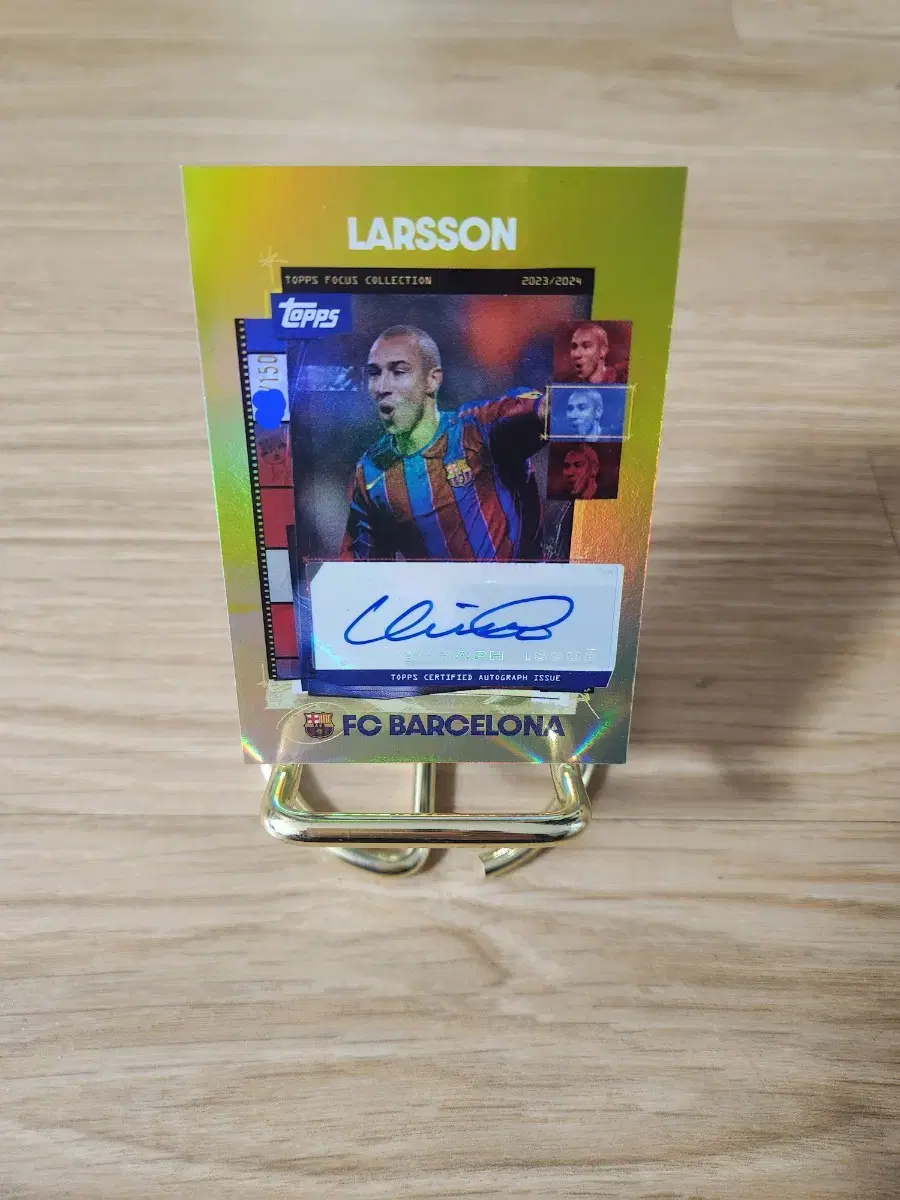 LARSSON
TOPPS FOCUS COLLECTION 2023/2024
Topps
/150
TOPPS CERTIFIED AUTOGRAPH ISSUE
FC BARCELONA